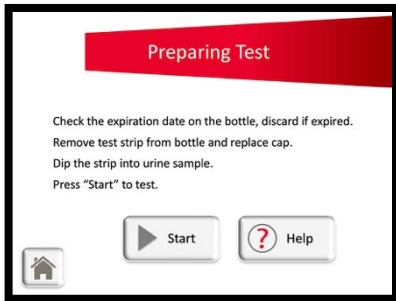 Preparing Test
Check the expiration date on the bottle, discard if expired.
Remove test strip from bottle and replace cap.
Dip the strip into urine sample.
Press “Start” to test.
Start
? Help